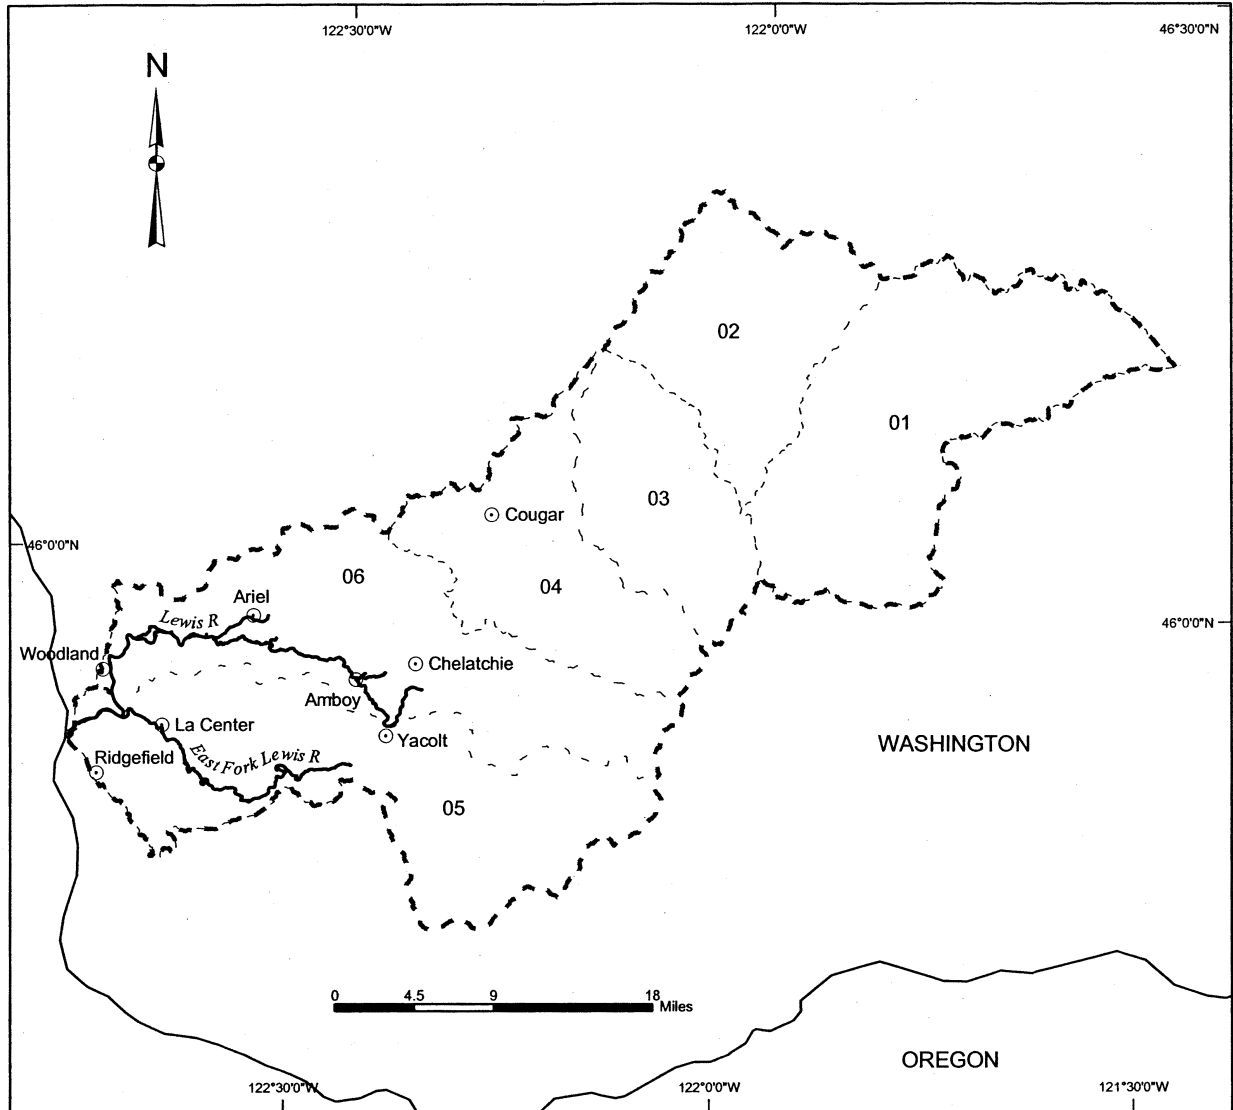 122°30'0"W
122°0'0"W
46°30'0"N
N
02
01
03
Cougar
46°0'0"N
06
04
Ariel
Lewis R
46°0'0"N
Woodland
Chelatchie
Amboy
La Center
Yacolt
WASHINGTON
Ridgefield
East Fork Lewis R
05
0 4.5 9 18
Miles
OREGON
122°30'0"W
122°0'0"W
121°30'0"W